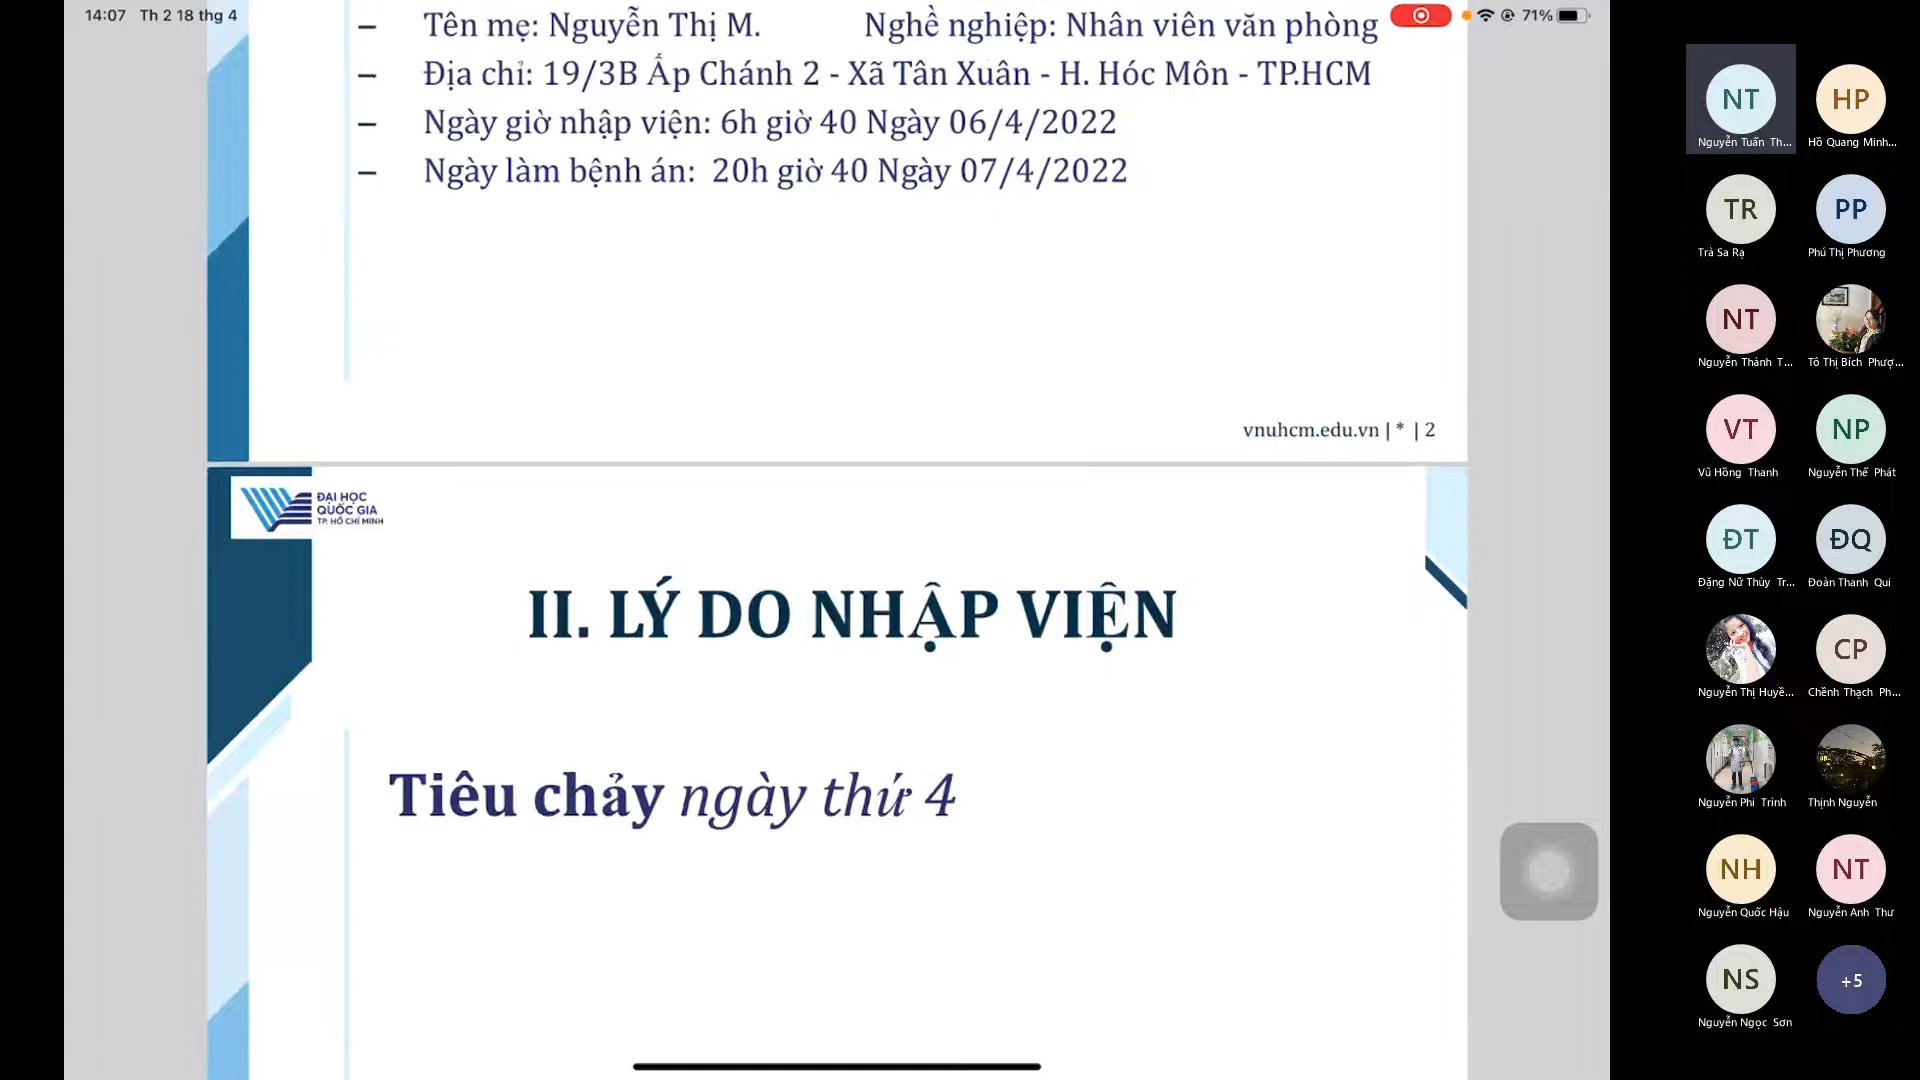 14:07 Th 2 18 thg 4
71%
– Tên mẹ: Nguyễn Thị M. Nghề nghiệp: Nhân viên văn phòng
– Địa chỉ: 19/3B Ấp Chánh 2 - Xã Tân Xuân - H. Hóc Môn - TP.HCM
– Ngày giờ nhập viện: 6h giờ 40 Ngày 06/4/2022
– Ngày làm bệnh án: 20h giờ 40 Ngày 07/4/2022
vnuhcm.edu.vn | * | 2
ĐẠI HỌC
QUỐC GIA
TP. HỒ CHÍ MINH
II. LÝ DO NHẬP VIỆN
Tiêu chảy ngày thứ 4
NT HP
Nguyễn Tuấn Th... Hồ Quang Minh...
TR PP
Trà Sa Rạ Phú Thị Phương
NT
Nguyễn Thành T... Tô Thị Bích Phượ...
VT NP
Vũ Hồng Thanh Nguyễn Thế Phát
ĐT ĐQ
Đặng Nữ Thùy Tr... Đoàn Thanh Qui
CP
Nguyễn Thị Huyề... Chềnh Thạch Ph...
Nguyễn Phi Trình Thịnh Nguyễn
NH NT
Nguyễn Quốc Hậu Nguyễn Anh Thư
NS +5
Nguyễn Ngọc Sơn